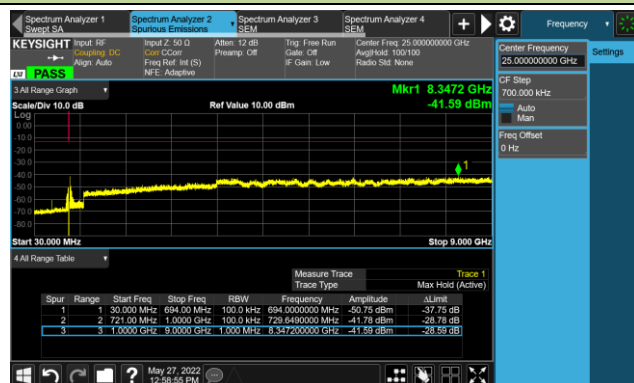 Spectrum Analyzer 1
Swept SA
Spectrum Analyzer 2
Spurious Emissions
Spectrum Analyzer 3
SEM
Spectrum Analyzer 4
SEM
Frequency
KEYSIGHT
Input: RF
Coupling: DC
Align: Auto
Input Z: 50 Ω
Corr CCorr
Freq Ref: Int (S)
NFE: Adaptive
Atten: 12 dB
Preamp: Off
Trig: Free Run
Gate: Off
IF Gain: Low
Center Freq: 25.000000000 GHz
Avg|Hold: 100/100
Radio Std: None
LXI PASS
Center Frequency
25.00000000 GHz
Settings
CF Step
700.000 kHz
Auto
Man
Freq Offset
0 Hz
3 All Range Graph
Mkr1 8.3472 GHz
Scale/Div 10.0 dB
Ref Value 10.00 dBm
-41.59 dBm
Log
0.00
-10.0
-20.0
-30.0
-40.0
-50.0
-60.0
-70.0
-80.0
1
Start 30.000 MHz
Stop 9.000 GHz
4 All Range Table
Measure Trace Trace 1
Trace Type Max Hold (Active)
Spur Range Start Freq Stop Freq RBW Frequency Amplitude ΔLimit
1 1 30.000 MHz 694.00 MHz 100.0 kHz 694.0000000 MHz -50.75 dBm -37.75 dB
2 2 721.00 MHz 1.0000 GHz 100.0 kHz 729.6490000 MHz -41.78 dBm -28.78 dB
3 3 1.0000 GHz 9.0000 GHz 1.000 MHz 8.347200000 GHz -41.59 dBm -28.59 dB
May 27, 2022
12:58:55 PM